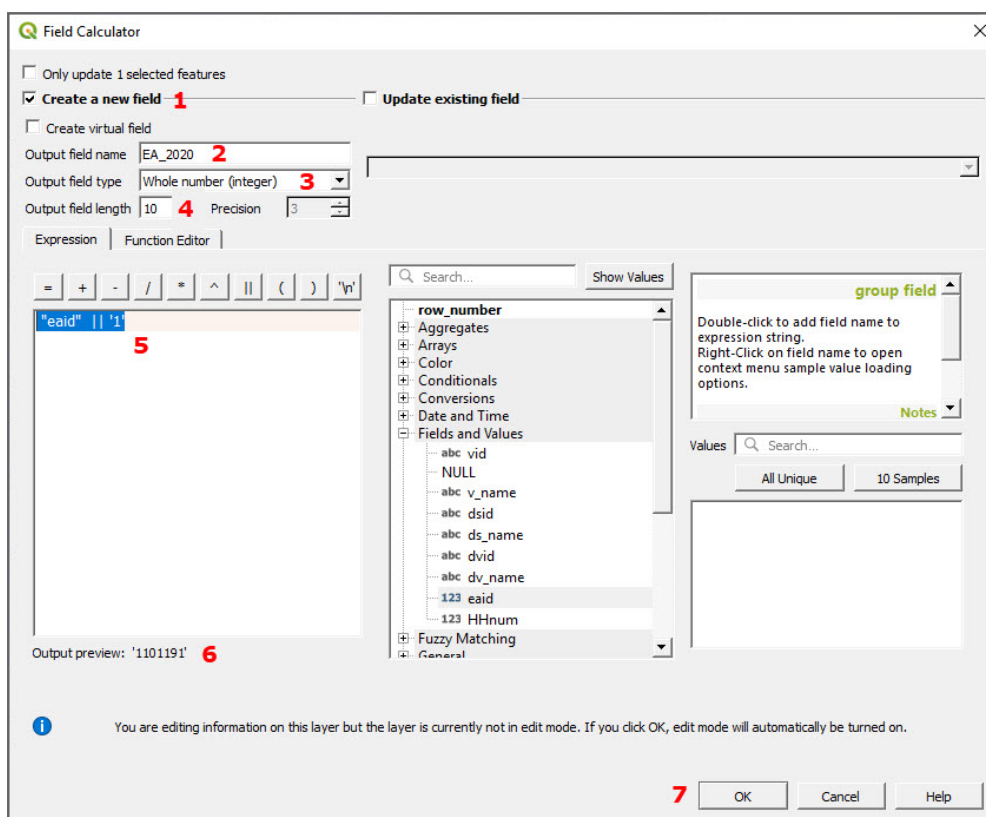 Field Calculator
Only update 1 selected features
Create a new field 1
Update existing field
Create virtual field
Output field name EA_2020 2
Output field type Whole number (integer) 3
Output field length 10 4 Precision 3
Expression Function Editor
= + - / * ^ || ( ) '\n'
"eaid" || '1'
5
Output preview: '1101191' 6
Search... Show Values
row_number
Aggregates
Arrays
Color
Conditionals
Conversions
Date and Time
Fields and Values
abc vid
NULL
abc v_name
abc dsid
abc ds_name
abc dvid
abc dv_name
123 eaid
123 HHnum
Fuzzy Matching
General
group field
Double-click to add field name to
expression string.
Right-Click on field name to open
context menu sample value loading
options.
Notes
Values Search...
All Unique 10 Samples
You are editing information on this layer but the layer is currently not in edit mode. If you click OK, edit mode will automatically be turned on.
7 OK Cancel Help